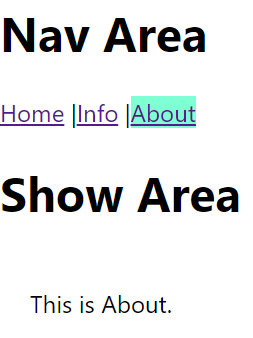 Nav Area
Home |Info |About
Show Area
This is About.